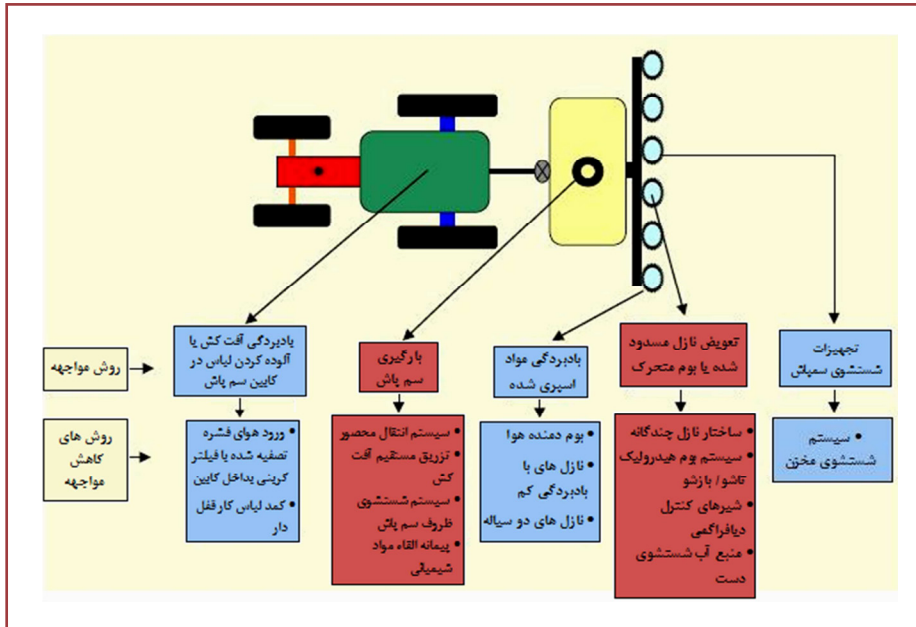 روش مواجهه
بادبردگی آفت کش یا
آلوده کردن لباس در
کابین سم پاش
بارگیری
سم پاش
بادبردگی مواد
اسپری شده
تعویض نازل مسدود
شده یا بوم متحرک
تجهیزات
شستشوی سمپاش
روش های
کاهش
مواجهه
• ورود هوای فشره
تصفیه شده با فیلتر
کربنی بداخل کابین
• کمد لباس کار قفل
دار
• سیستم انتقال محصور
• تزریق مستقیم آفت
کش
• سیستم شستشوی
ظروف سم پاش
• پیمانه القاء مواد
شیمیائی
• بوم دمنده هوا
• نازل های با
بادبردگی کم
• نازل های دو سیاله
• ساختار نازل چندگانه
• سیستم بوم هیدرولیک
تاشو/ بازشو
• شیرهای کنترل
دیافراگمی
• منبع آب شستشوی
دست
• سیستم
شستشوی مخزن